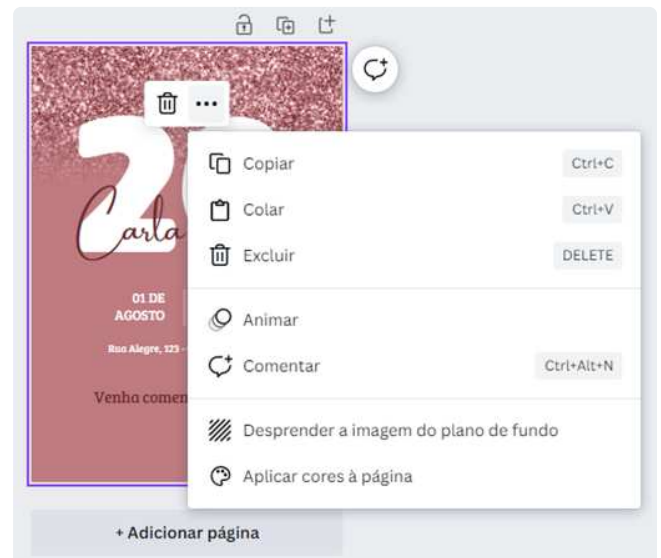 20
Carla
01 DE
AGOSTO
Rua Alegre, 123 -
Venha comen
Copiar Ctrl+C
Colar Ctrl+V
Excluir DELETE
Animar
Comentar Ctrl+Alt+N
Desprender a imagem do plano de fundo
Aplicar cores à página
+ Adicionar página